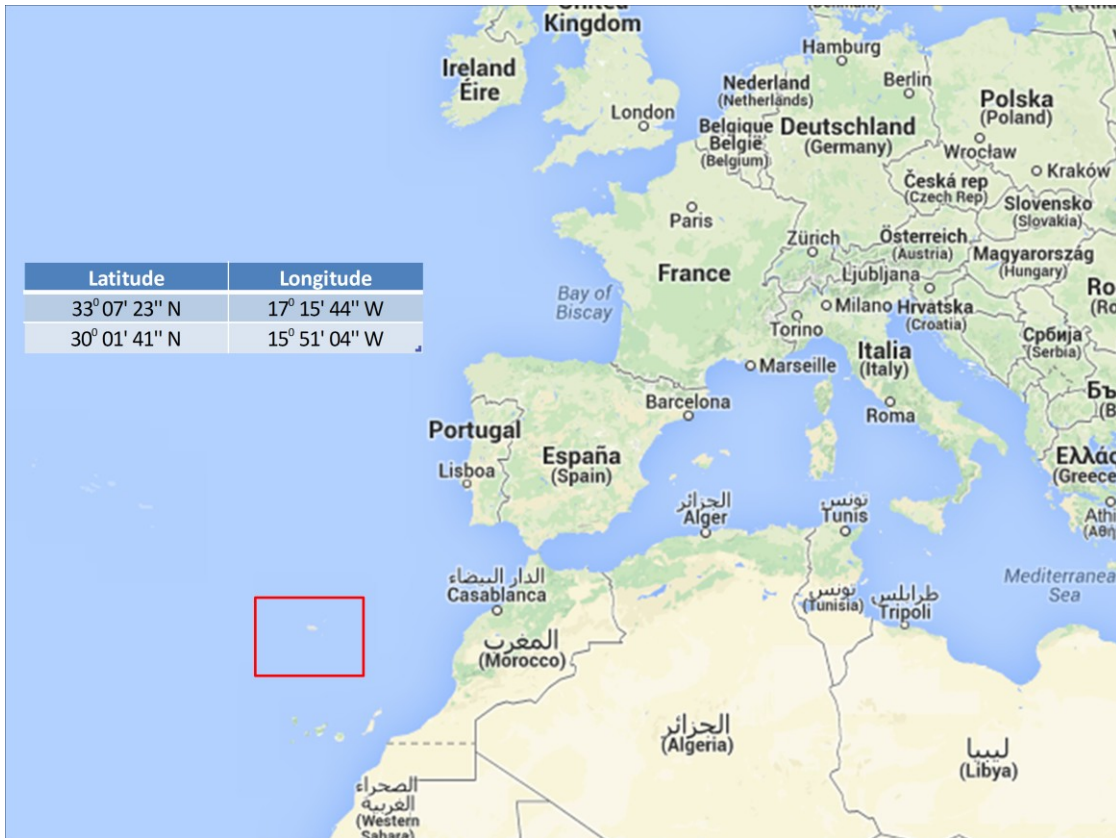 United
Kingdom
Hamburg
Ireland
Éire
Nederland
(Netherlands)
Berlin
London
Polska
(Poland)
Belgique
België
(Belgium)
Deutschland
(Germany)
Wrocław
Kraków
Česká rep
(Czech Rep)
Slovensko
(Slovakia)
Paris
Zürich
Österreich
(Austria)
Magyarország
(Hungary)
Latitude Longitude
33⁰ 07' 23" N 17⁰ 15' 44" W
30⁰ 01' 41" N 15⁰ 51' 04" W
France
Ljubljana
Bay of
Biscay
Milano
Hrvatska
(Croatia)
Torino
Србија
(Serbia)
Marseille
Italia
(Italy)
Barcelona
Roma
Portugal
España
(Spain)
Lisboa
الجزائر
Alger
تونس
Tunis
Mediterranea
Sea
الدار البيضاء
Casablanca
تونس
(Tunisia)
طرابلس
Tripoli
المغرب
(Morocco)
الجزائر
(Algeria)
ليبيا
(Libya)
الصحراء
الغربية
(Western
Sahara)